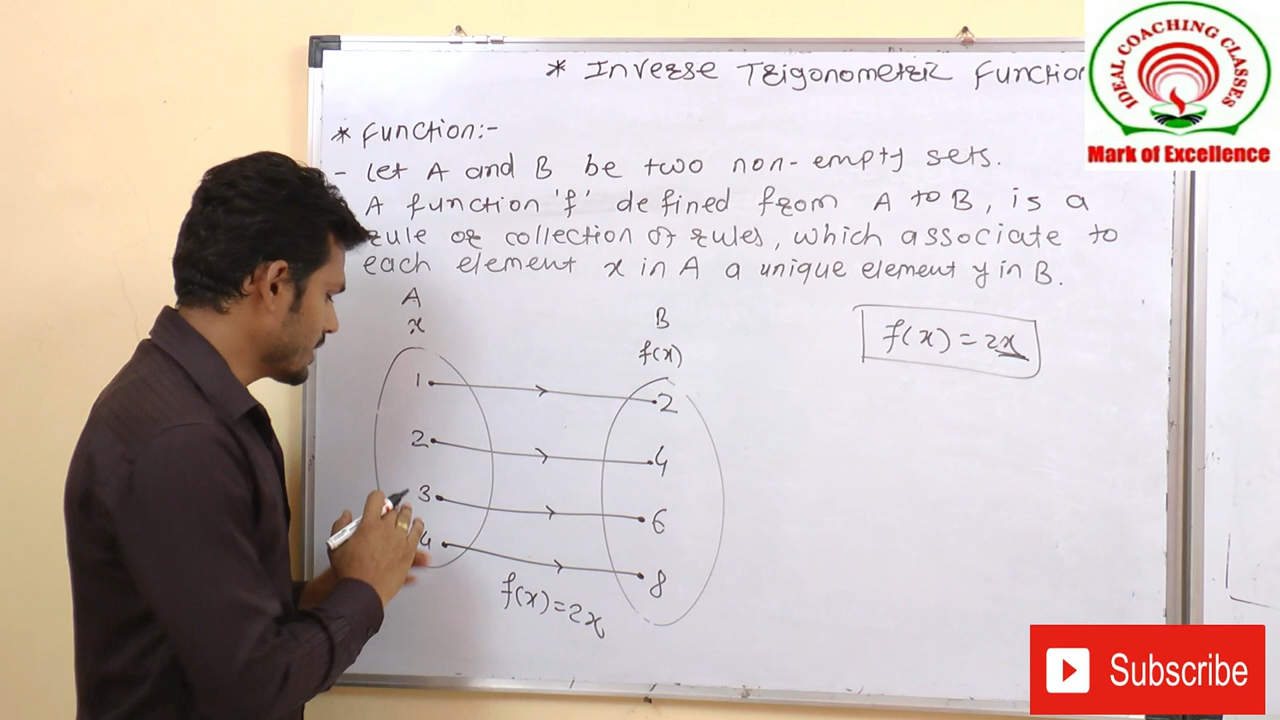 * Inverse Trigonometric Function
* Function:-
- Let A and B be two non-empty sets.
A function 'f' defined from A to B, is a
rule or collection of rules, which associate to
each element x in A a unique element y in B.
A
x
B
f(x)
f(x) = 2x
1
2
3
4
2
4
6
8
f(x)=2x
IDEAL COACHING CLASSES
Mark of Excellence
Subscribe